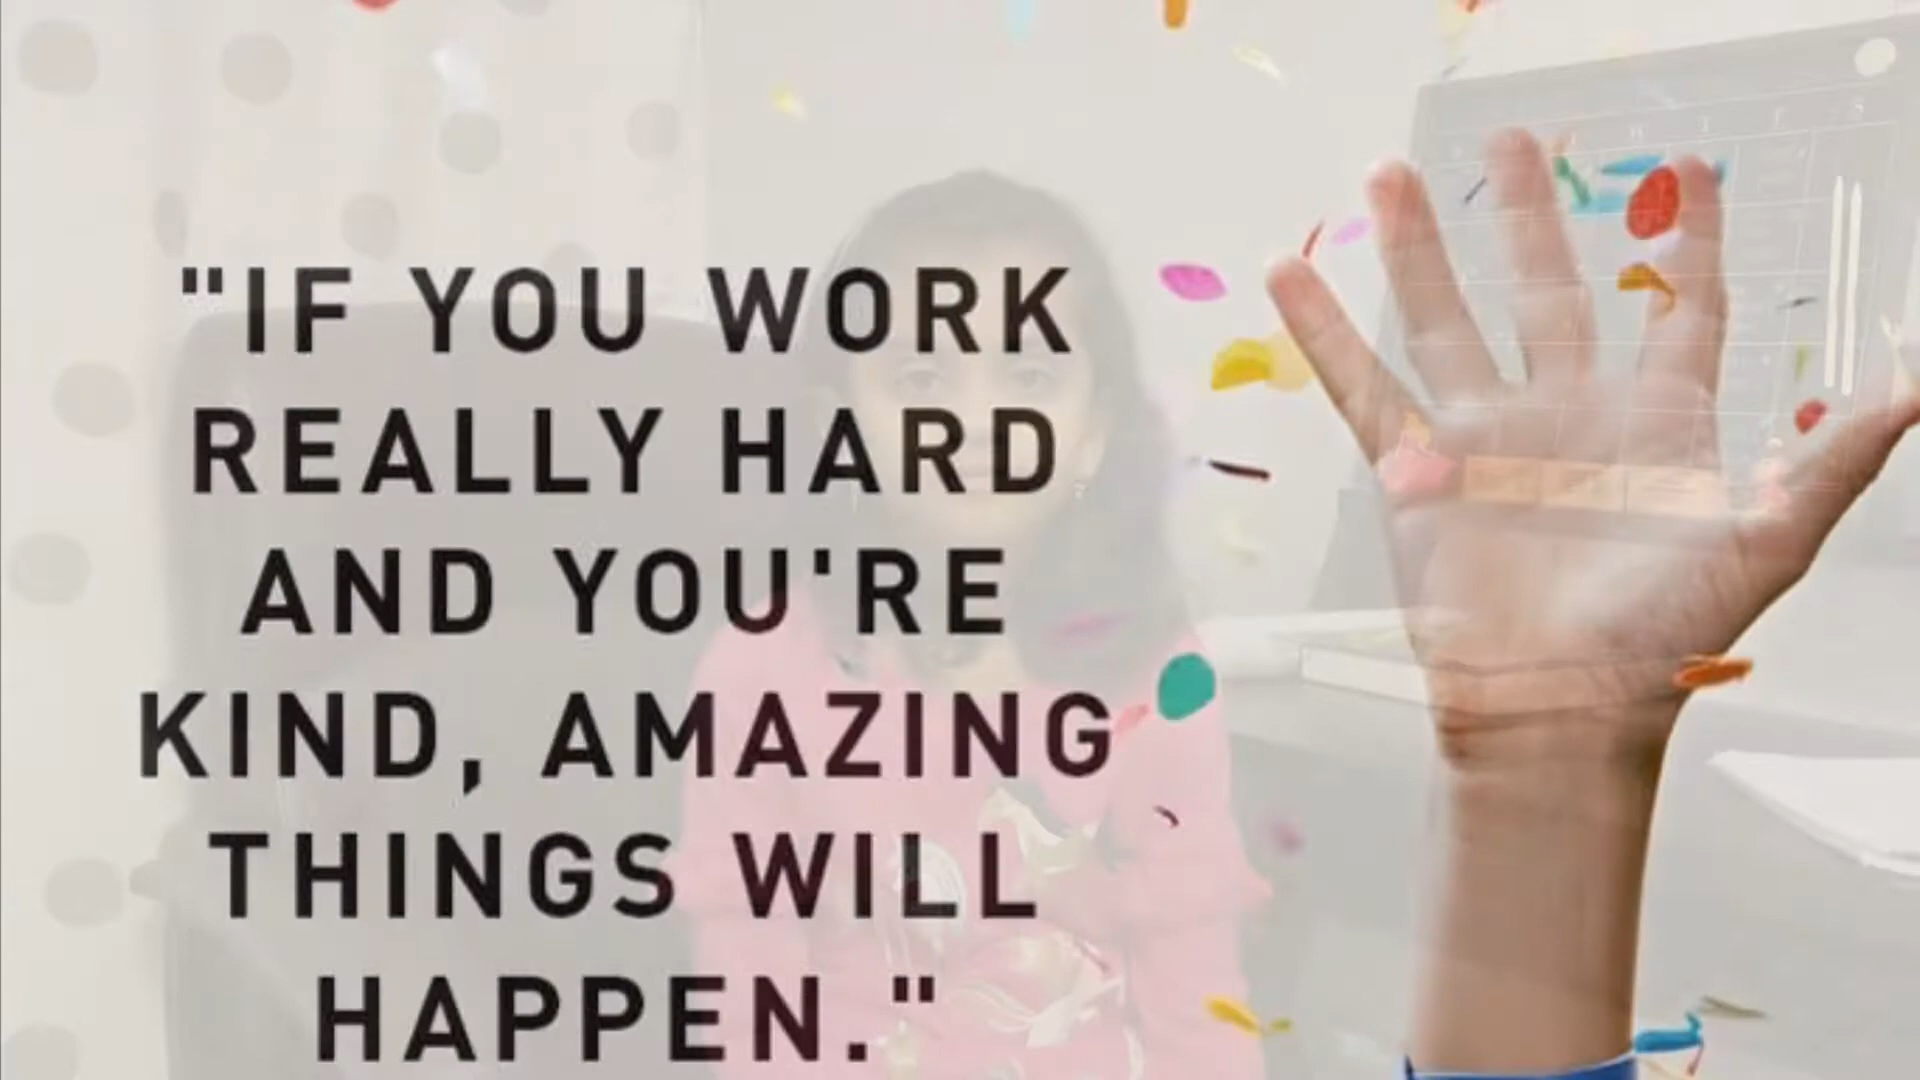 "IF YOU WORK
REALLY HARD
AND YOU'RE
KIND, AMAZING
THINGS WILL
HAPPEN."